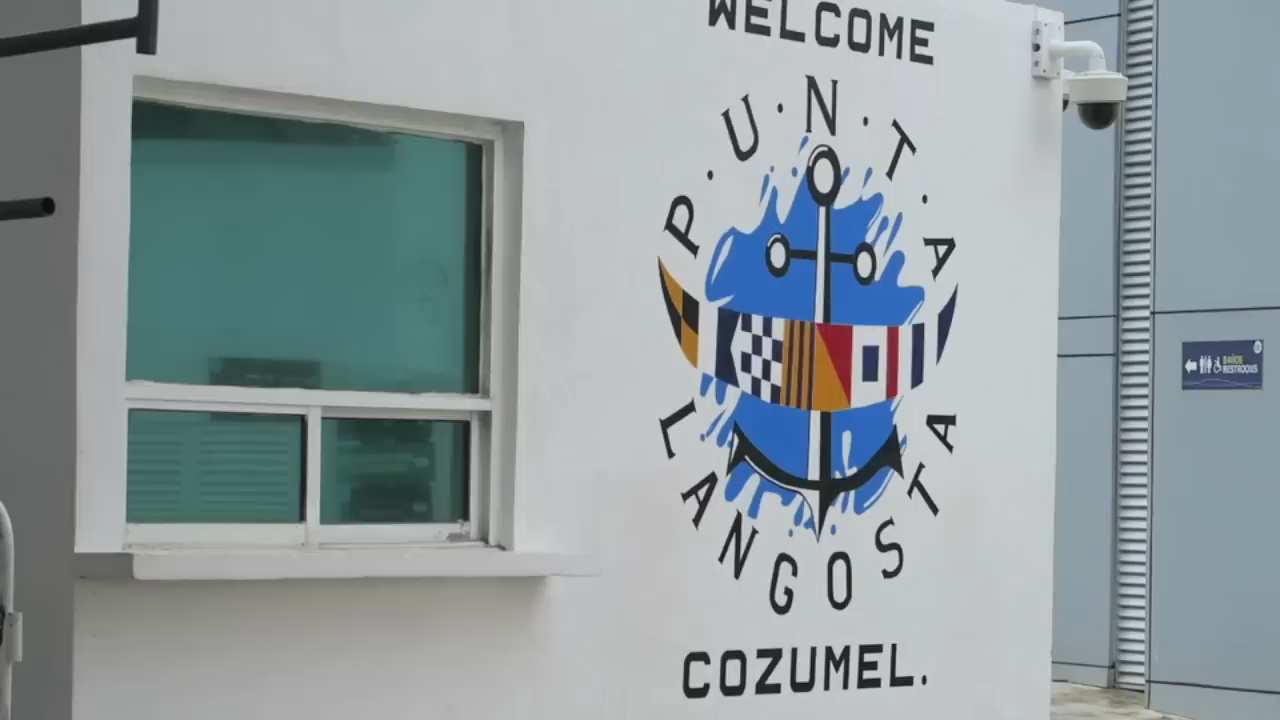 WELCOME
P·U·N·T·A
LANGOSTA
COZUMEL.
BAÑOS
RESTROOMS